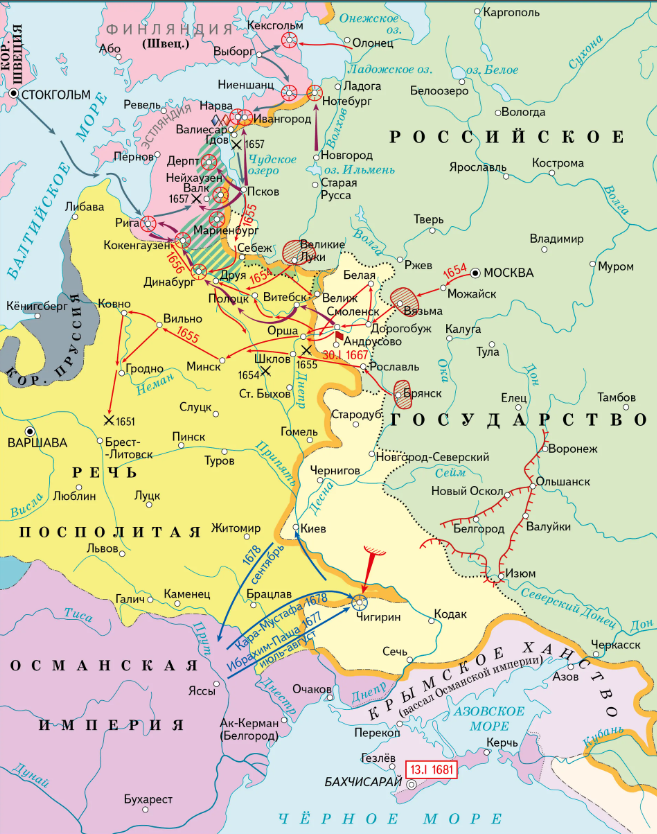 КОР. ШВЕЦИЯ
СТОКГОЛЬМ
БАЛТИЙСКОЕ МОРЕ
ФИНЛЯНДИЯ
(Швец.)
Або
Выборг
Кексгольм
Олонец
Онежское оз.
Каргополь
Сухона
Ладожское оз.
оз. Белое
Белоозеро
Ниеншанц
Ладога
Нотебург
Вологда
Ревель
ЭСТЛЯНДИЯ
Нарва
Ивангород
Валиесар
Гдов
1657
Волхов
РОССИЙСКОЕ
Пернов
Дерпт
Чудское озеро
Новгород
оз. Ильмень
Нейхаузен
Валк
1657
Псков
Старая Русса
Ярославль
Кострома
Волга
Либава
Рига
Мариенбург
1655
Тверь
Кокенгаузен
1656
Себеж
Великие Луки
Волга
Владимир
Динабург
Друя
1654
Белая
Ржев
1654
МОСКВА
Муром
Полоцк
Витебск
Велиж
Можайск
Кёнигсберг
КОР. ПРУССИЯ
Ковно
Вильно
Смоленск
Вязьма
1655
Орша
Дорогобуж
Калуга
Андрусово
30.I 1667
Тула
Гродно
Неман
Минск
Шклов
1655
1654
Рославль
Ока
Дон
Ст. Быхов
Днепр
Брянск
Слуцк
Елец
Тамбов
1651
Стародуб
ГОСУДАРСТВО
ВАРШАВА
Брест-Литовск
Пинск
Гомель
Воронеж
Туров
Припять
Новгород-Северский
РЕЧЬ
Чернигов
Сейм
Ольшанск
Висла
Люблин
Луцк
Десна
Новый Оскол
ПОСПОЛИТАЯ
Житомир
Киев
Белгород
Валуйки
Львов
1678 сентябрь
Изюм
Галич
Каменец
Брацлав
Северский Донец
Тиса
Прут
Кара-Мустафа 1678
Ибрахим-Паша 1677
июль-август
Чигирин
Кодак
Дон
ОСМАНСКАЯ
Сечь
Черкасск
Яссы
Днестр
Очаков
Днепр
КРЫМСКОЕ ХАНСТВО
(вассал Османской империи)
Азов
ИМПЕРИЯ
Ак-Керман
(Белгород)
Перекоп
АЗОВСКОЕ МОРЕ
Кубань
Гезлёв
Керчь
13.I 1681
БАХЧИСАРАЙ
Дунай
Бухарест
ЧЁРНОЕ МОРЕ